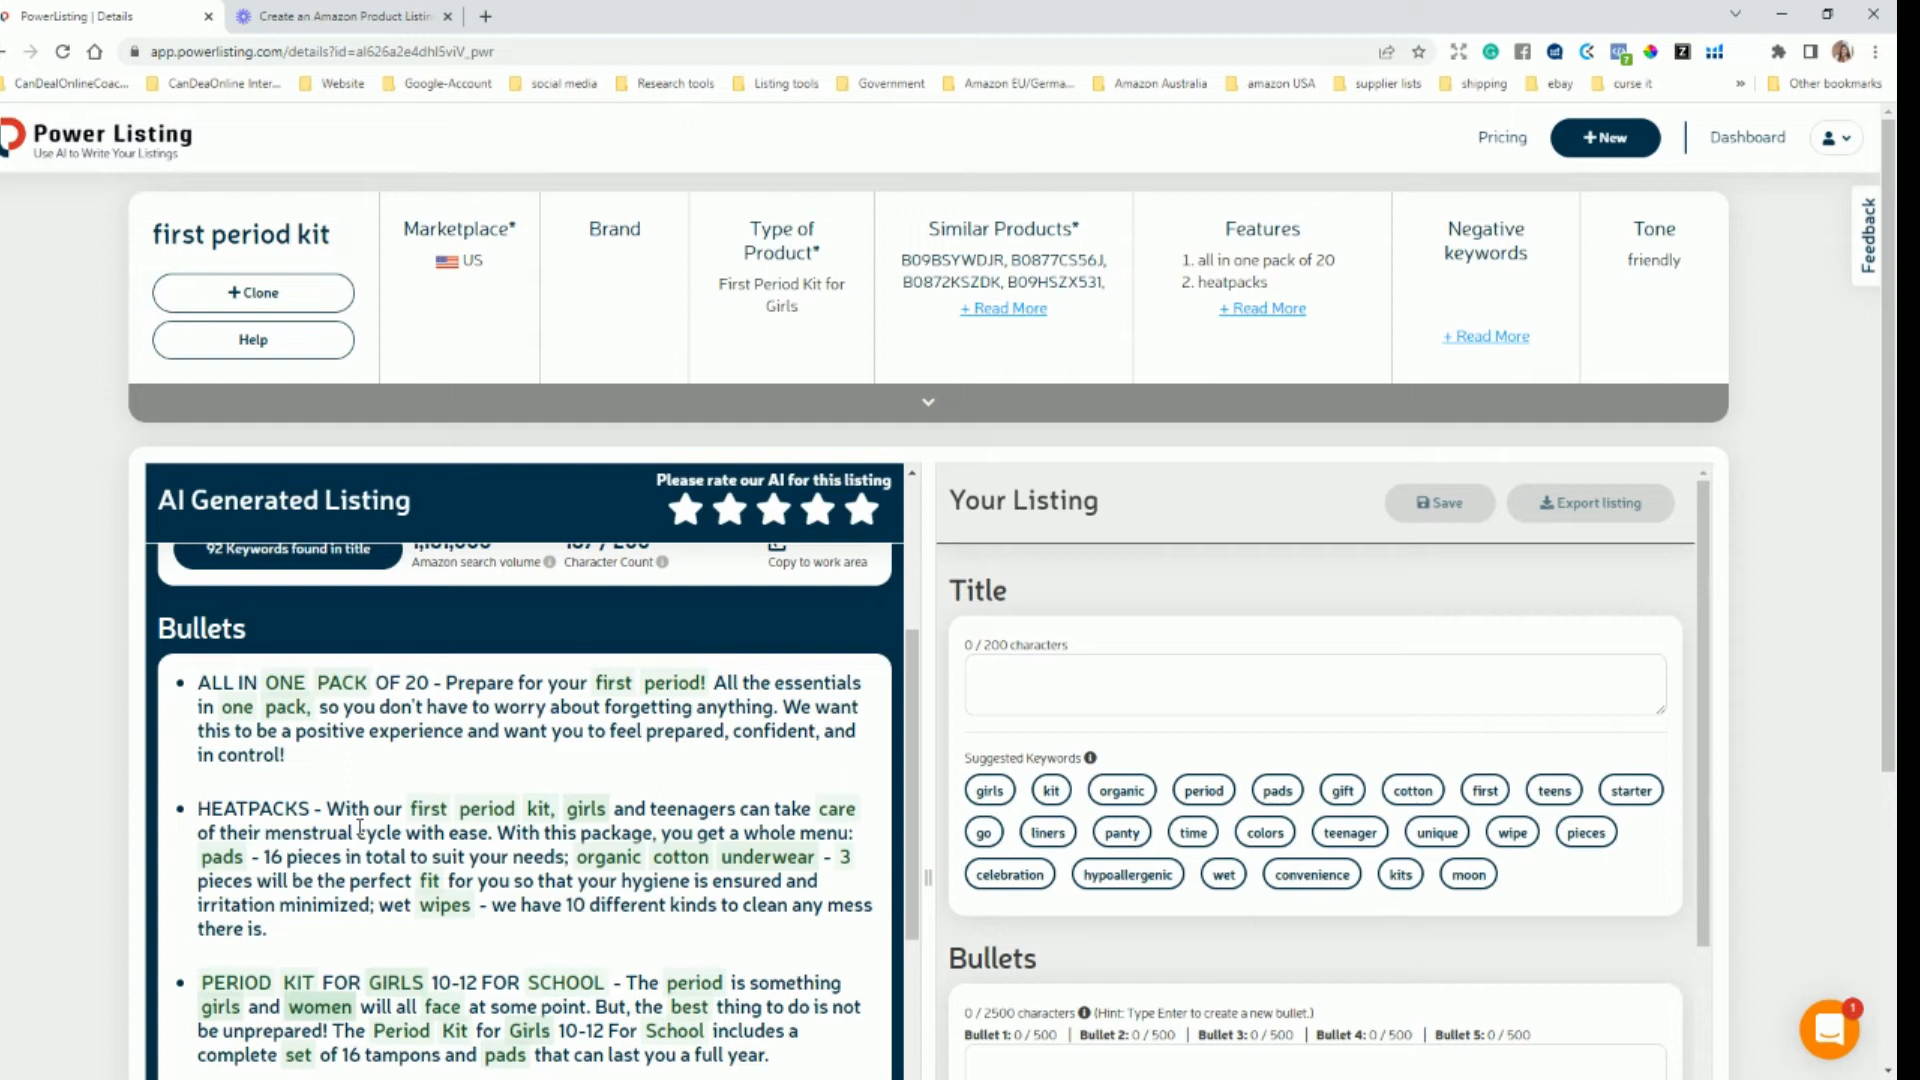 PowerListing | Details
Create an Amazon Product Listin
app.powerlisting.com/details?id=al626a2e4dhl5viV_pwr
CanDealOnlineCoac... CanDeaOnline Inter... Website Google-Account social media Research tools Listing tools Government Amazon EU/Germa... Amazon Australia amazon USA supplier lists shipping ebay curse it » Other bookmarks
Power Listing
Use AI to Write Your Listings
Pricing
+ New
Dashboard
Feedback
first period kit
+ Clone
Help
Marketplace*
US
Brand
Type of
Product*
First Period Kit for
Girls
Similar Products*
B09BSYWDJR, B0877CS56J,
B0872KSZDK, B09HSZX531,
+ Read More
Features
1. all in one pack of 20
2. heatpacks
+ Read More
Negative
keywords
+ Read More
Tone
friendly
AI Generated Listing
Please rate our AI for this listing
92 Keywords found in title
Amazon search volume
Character Count
Copy to work area
Bullets
ALL IN ONE PACK OF 20 - Prepare for your first period! All the essentials
in one pack, so you don't have to worry about forgetting anything. We want
this to be a positive experience and want you to feel prepared, confident, and
in control!
HEATPACKS - With our first period kit, girls and teenagers can take care
of their menstrual cycle with ease. With this package, you get a whole menu:
pads - 16 pieces in total to suit your needs; organic cotton underwear - 3
pieces will be the perfect fit for you so that your hygiene is ensured and
irritation minimized; wet wipes - we have 10 different kinds to clean any mess
there is.
PERIOD KIT FOR GIRLS 10-12 FOR SCHOOL - The period is something
girls and women will all face at some point. But, the best thing to do is not
be unprepared! The Period Kit for Girls 10-12 For School includes a
complete set of 16 tampons and pads that can last you a full year.
Your Listing
Save
Export listing
Title
0 / 200 characters
Suggested Keywords
girls kit organic period pads gift cotton first teens starter
go liners panty time colors teenager unique wipe pieces
celebration hypoallergenic wet convenience kits moon
Bullets
0 / 2500 characters (Hint: Type Enter to create a new bullet.)
Bullet 1: 0 / 500 | Bullet 2: 0 / 500 | Bullet 3: 0 / 500 | Bullet 4: 0 / 500 | Bullet 5: 0 / 500
1